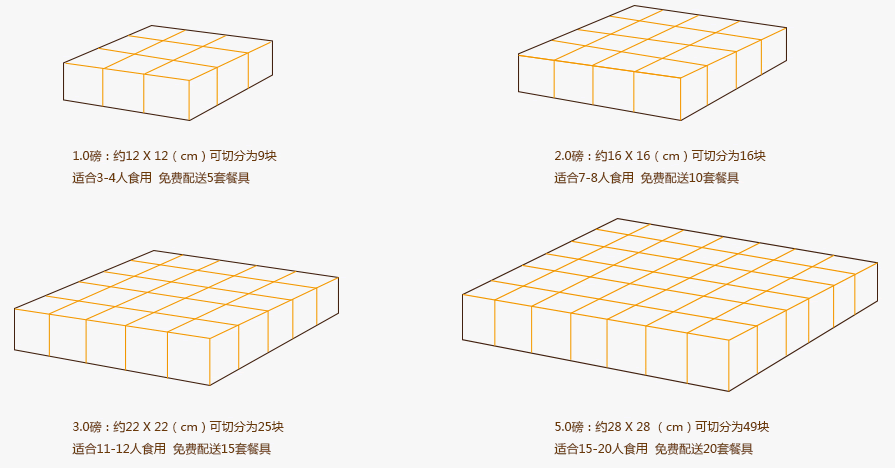 1.0磅：约12 X 12（cm）可切分为9块
适合3-4人食用 免费配送5套餐具
2.0磅：约16 X 16（cm）可切分为16块
适合7-8人食用 免费配送10套餐具
3.0磅：约22 X 22（cm）可切分为25块
适合11-12人食用 免费配送15套餐具
5.0磅：约28 X 28 （cm）可切分为49块
适合15-20人食用 免费配送20套餐具